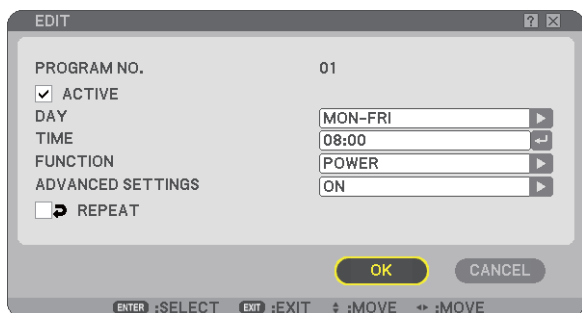 EDIT
PROGRAM NO. 01
ACTIVE
DAY MON-FRI
TIME 08:00
FUNCTION POWER
ADVANCED SETTINGS ON
REPEAT
OK CANCEL
ENTER :SELECT EXIT :EXIT :MOVE :MOVE